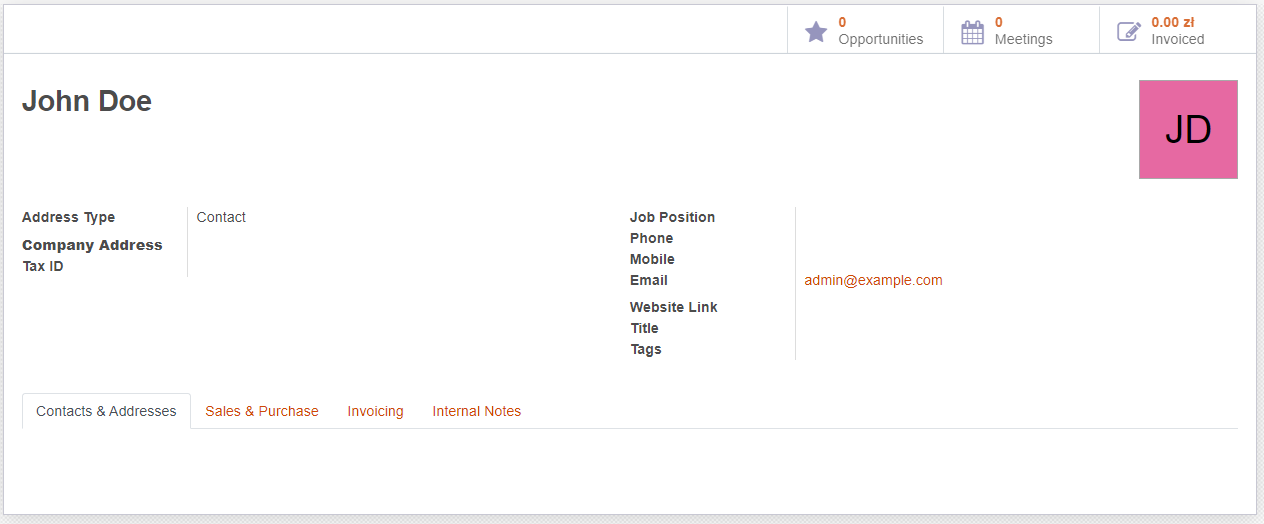 0
Opportunities
0
Meetings
0.00 zł
Invoiced
John Doe
JD
Address Type Contact
Company Address
Tax ID
Job Position
Phone
Mobile
Email admin@example.com
Website Link
Title
Tags
Contacts & Addresses Sales & Purchase Invoicing Internal Notes